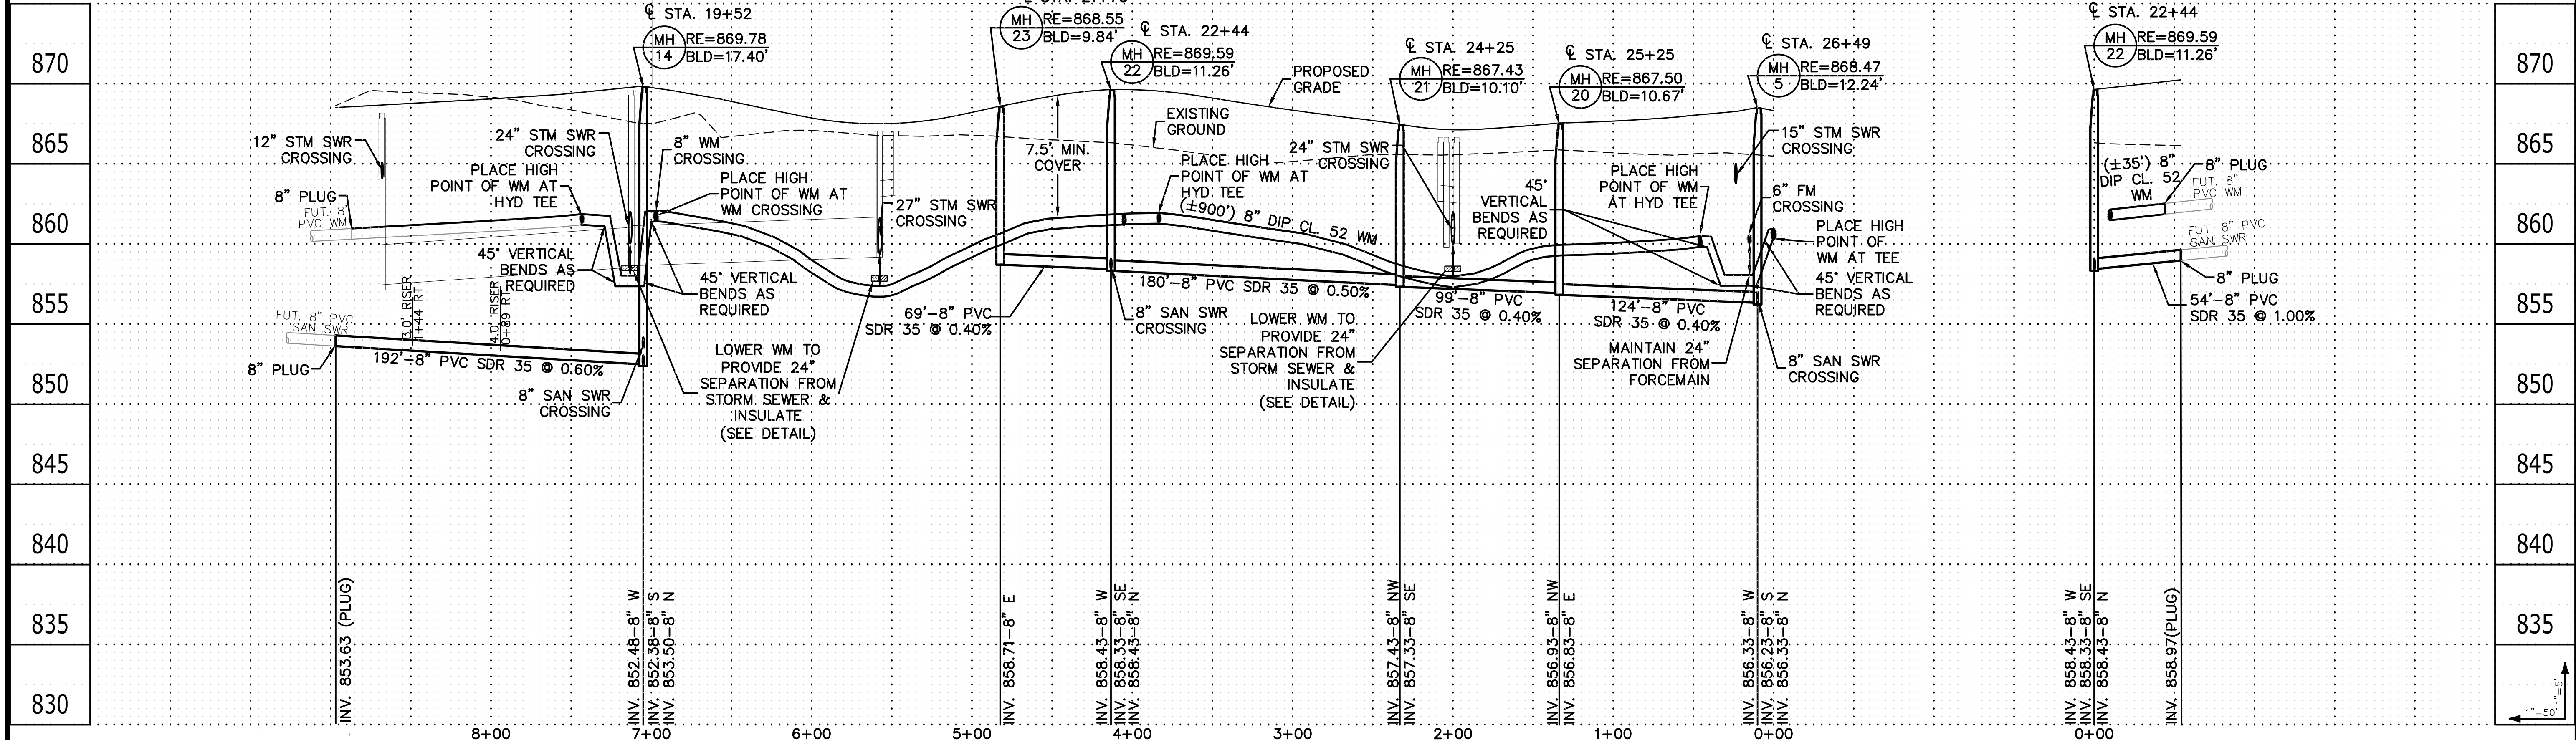 ℄ STA. 19+52
MH 14
RE=869.78
BLD=17.40'
MH 23
RE=868.55
BLD=9.84'
℄ STA. 22+44
MH 22
RE=869.59
BLD=11.26'
PROPOSED
GRADE
EXISTING
GROUND
℄ STA. 24+25
MH 21
RE=867.43
BLD=10.10'
℄ STA. 25+25
MH 20
RE=867.50
BLD=10.67'
℄ STA. 26+49
MH 5
RE=868.47
BLD=12.24'
℄ STA. 22+44
MH 22
RE=869.59
BLD=11.26'
870
865
860
855
850
845
840
835
830
12" STM SWR
CROSSING
24" STM SWR
CROSSING
8" WM
CROSSING
PLACE HIGH
POINT OF WM AT
HYD TEE
PLACE HIGH
POINT OF WM AT
WM CROSSING
8" PLUG
FUT. 8"
PVC WM
45° VERTICAL
BENDS AS
REQUIRED
45° VERTICAL
BENDS AS
REQUIRED
27" STM SWR
CROSSING
7.5' MIN.
COVER
PLACE HIGH
POINT OF WM AT
HYD TEE
(±900') 8" DIP CL. 52 WM
24" STM SWR
CROSSING
45°
VERTICAL
BENDS AS
REQUIRED
PLACE HIGH
POINT OF WM
AT HYD TEE
15" STM SWR
CROSSING
6" FM
CROSSING
PLACE HIGH
POINT OF
WM AT TEE
45° VERTICAL
BENDS AS
REQUIRED
(±35') 8"
DIP CL. 52
WM
8" PLUG
FUT. 8"
PVC WM
FUT. 8" PVC
SAN SWR
8" PLUG
54'-8" PVC
SDR 35 @ 1.00%
FUT. 8" PVC
SAN SWR
3.0' RISER
1+44 RT
4.0' RISER
0+89 RT
8" PLUG
192'-8" PVC SDR 35 @ 0.60%
8" SAN SWR
CROSSING
LOWER WM TO
PROVIDE 24"
SEPARATION FROM
STORM SEWER &
INSULATE
(SEE DETAIL)
69'-8" PVC
SDR 35 @ 0.40%
180'-8" PVC SDR 35 @ 0.50%
8" SAN SWR
CROSSING
LOWER WM TO
PROVIDE 24"
SEPARATION FROM
STORM SEWER &
INSULATE
(SEE DETAIL)
99'-8" PVC
SDR 35 @ 0.40%
124'-8" PVC
SDR 35 @ 0.40%
MAINTAIN 24"
SEPARATION FROM
FORCEMAIN
8" SAN SWR
CROSSING
INV. 853.63 (PLUG)
INV. 852.48-8" W
INV. 852.38-8" S
INV. 853.50-8" N
INV. 858.71-8" E
INV. 858.43-8" W
INV. 858.33-8" SE
INV. 858.43-8" N
INV. 857.43-8" NW
INV. 857.33-8" SE
INV. 856.93-8" NW
INV. 856.83-8" E
INV. 856.33-8" W
INV. 856.23-8" S
INV. 856.33-8" N
INV. 858.43-8" W
INV. 858.33-8" SE
INV. 858.43-8" N
INV. 858.97(PLUG)
870
865
860
855
850
845
840
835
830
1"=5'
1"=50'
8+00
7+00
6+00
5+00
4+00
3+00
2+00
1+00
0+00
0+00